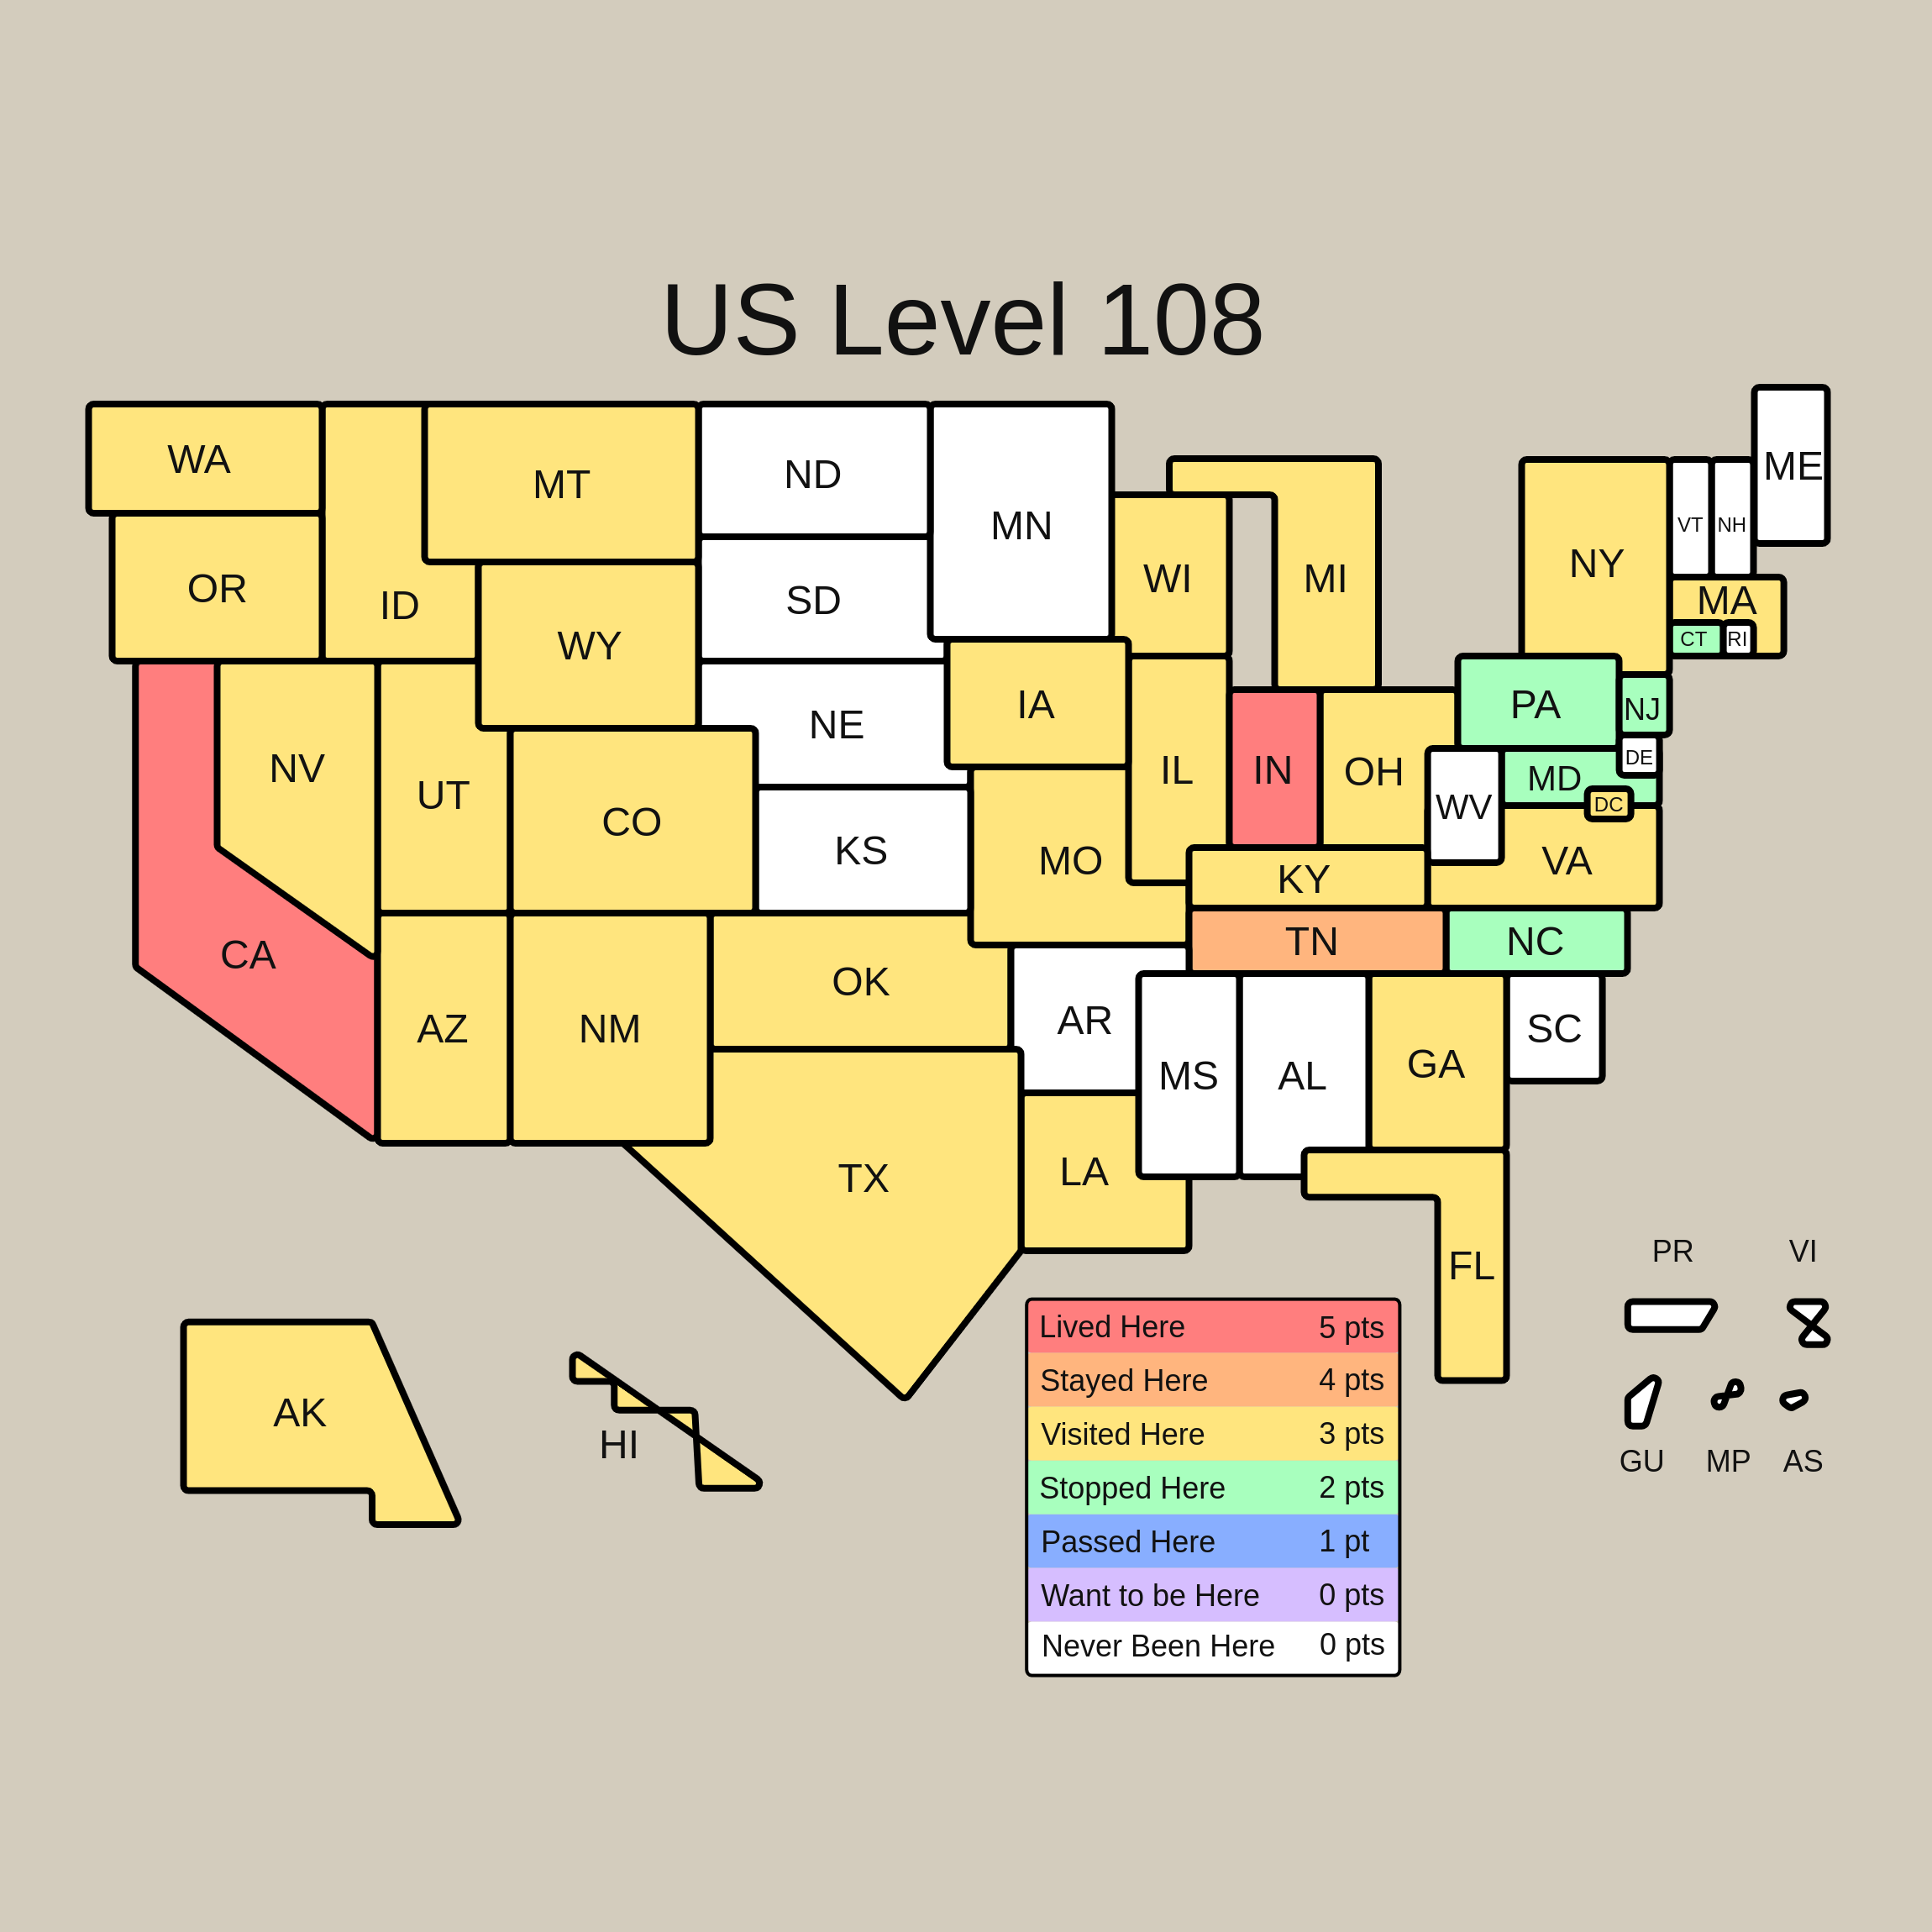 US Level 108
WA
MT
ND
MN
ME
OR
ID
SD
WI
MI
NY
VT
NH
WY
MA
CT
RI
IA
PA
NJ
NE
NV
UT
CO
KS
MO
IL
IN
OH
WV
MD
DE
DC
VA
KY
CA
TN
NC
AZ
NM
OK
AR
MS
AL
GA
SC
TX
LA
FL
AK
HI
PR
VI
GU
MP
AS
Lived Here 5 pts
Stayed Here 4 pts
Visited Here 3 pts
Stopped Here 2 pts
Passed Here 1 pt
Want to be Here 0 pts
Never Been Here 0 pts